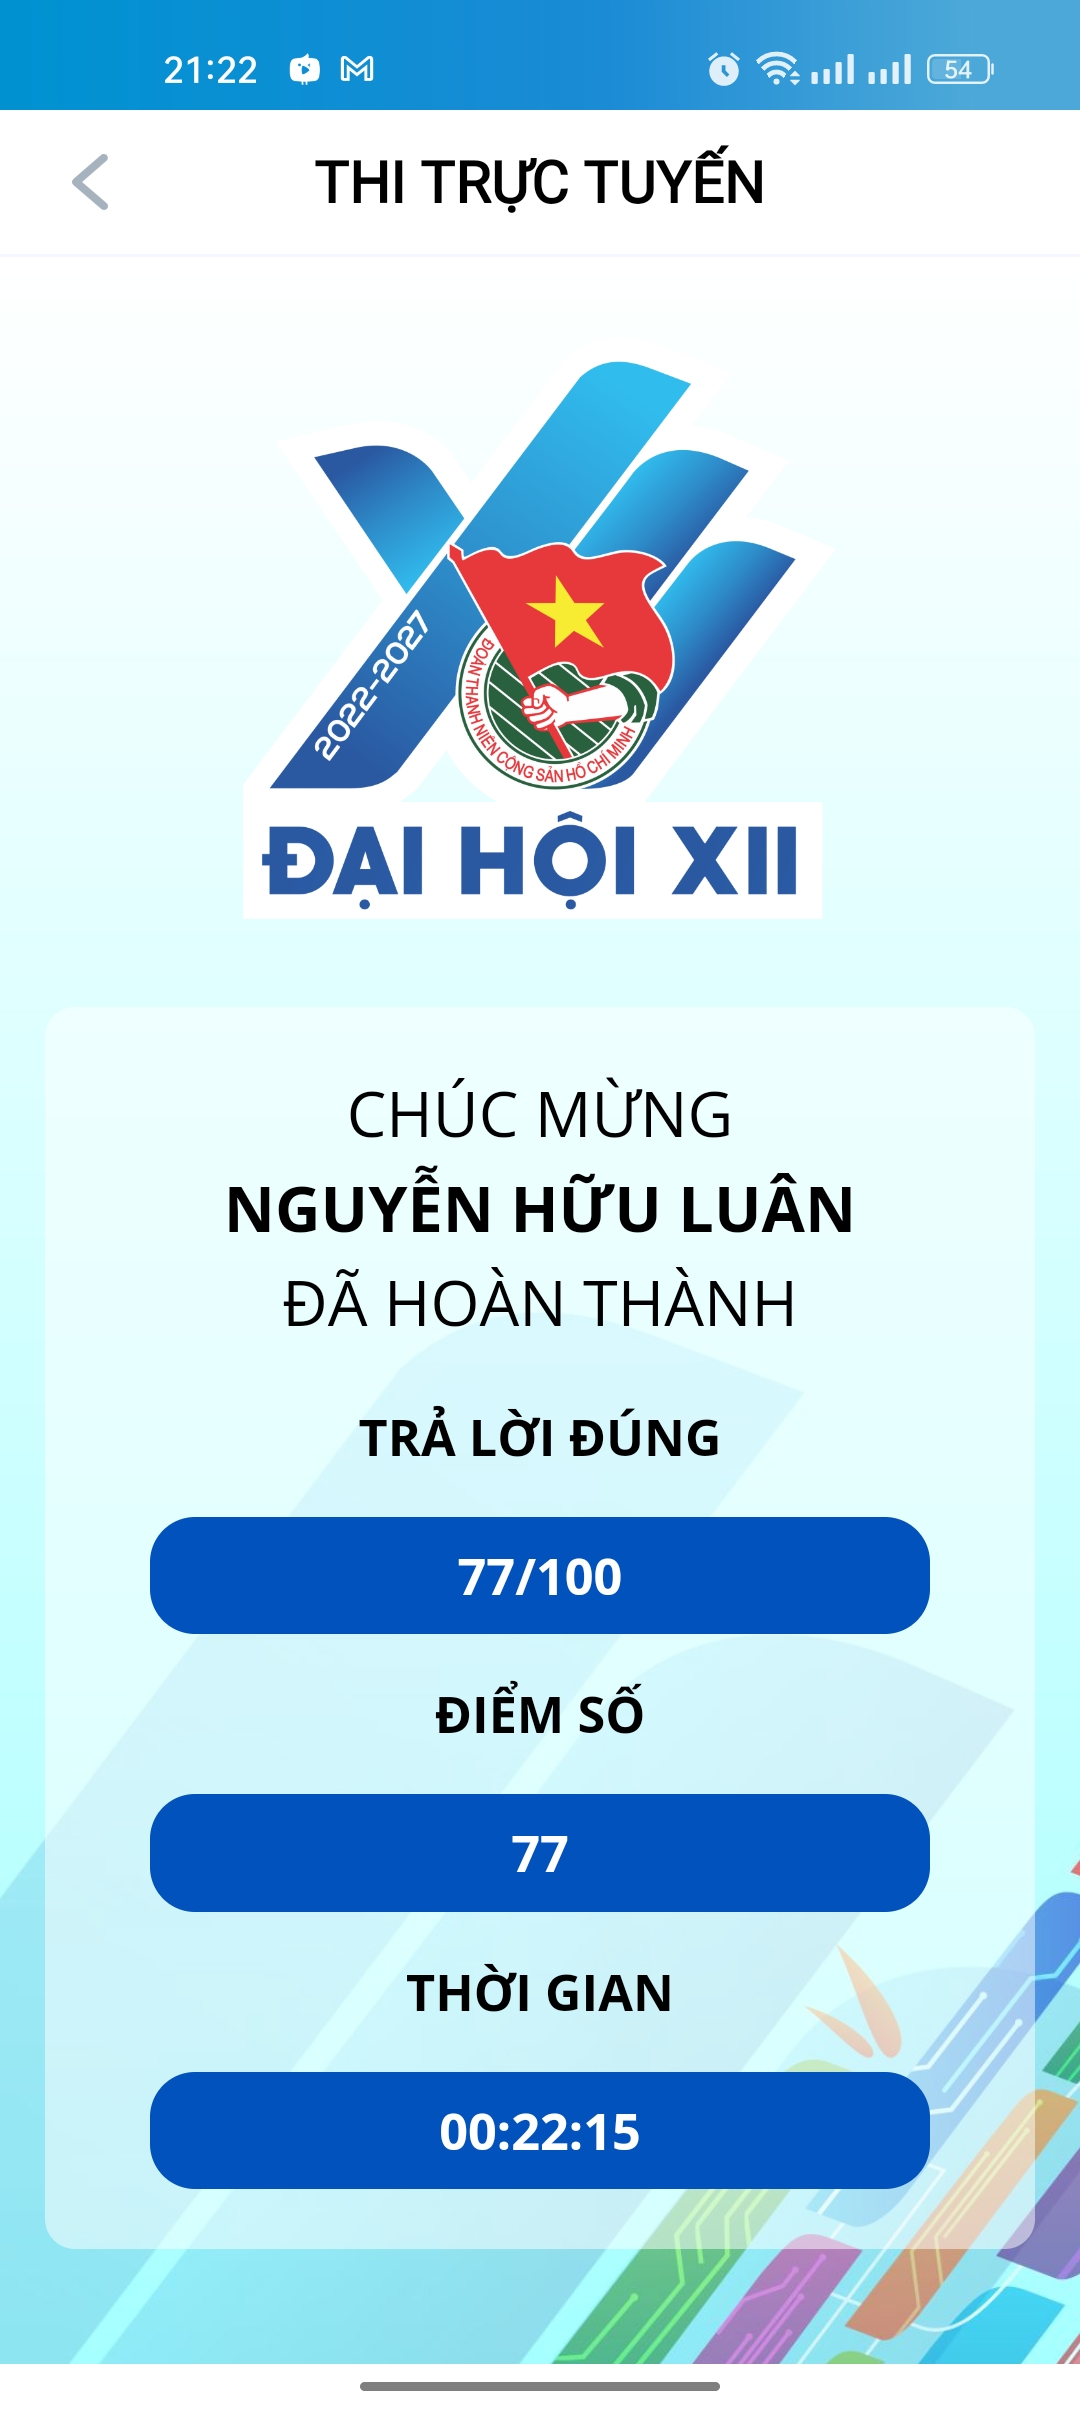 21:22
54
THI TRỰC TUYẾN
2022-2027
ĐOÀN THANH NIÊN CỘNG SẢN HỒ CHÍ MINH
ĐẠI HỘI XII
CHÚC MỪNG
NGUYỄN HỮU LUÂN
ĐÃ HOÀN THÀNH
TRẢ LỜI ĐÚNG
77/100
ĐIỂM SỐ
77
THỜI GIAN
00:22:15